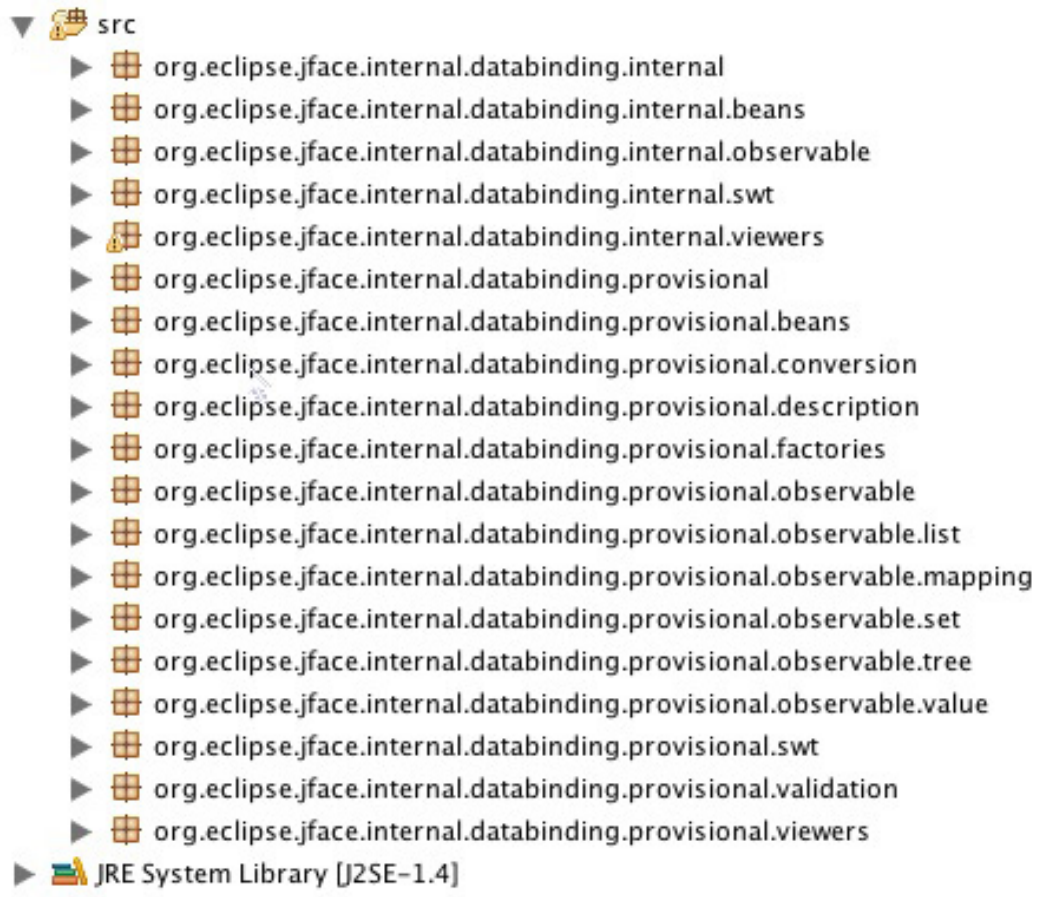 src
org.eclipse.jface.internal.databinding.internal
org.eclipse.jface.internal.databinding.internal.beans
org.eclipse.jface.internal.databinding.internal.observable
org.eclipse.jface.internal.databinding.internal.swt
org.eclipse.jface.internal.databinding.internal.viewers
org.eclipse.jface.internal.databinding.provisional
org.eclipse.jface.internal.databinding.provisional.beans
org.eclipse.jface.internal.databinding.provisional.conversion
org.eclipse.jface.internal.databinding.provisional.description
org.eclipse.jface.internal.databinding.provisional.factories
org.eclipse.jface.internal.databinding.provisional.observable
org.eclipse.jface.internal.databinding.provisional.observable.list
org.eclipse.jface.internal.databinding.provisional.observable.mapping
org.eclipse.jface.internal.databinding.provisional.observable.set
org.eclipse.jface.internal.databinding.provisional.observable.tree
org.eclipse.jface.internal.databinding.provisional.observable.value
org.eclipse.jface.internal.databinding.provisional.swt
org.eclipse.jface.internal.databinding.provisional.validation
org.eclipse.jface.internal.databinding.provisional.viewers
JRE System Library [J2SE-1.4]